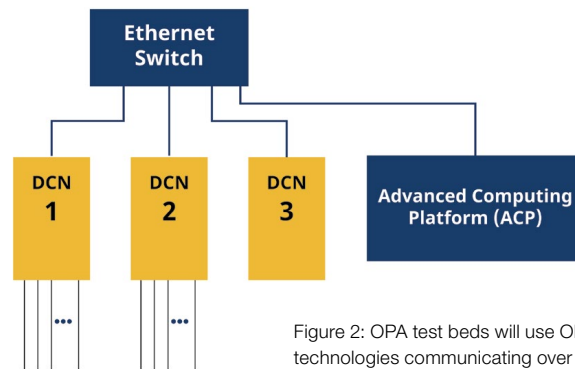 Ethernet
Switch
DCN
1
DCN
2
DCN
3
Advanced Computing
Platform (ACP)
•••
•••
Figure 2: OPA test beds will use
technologies communicating over